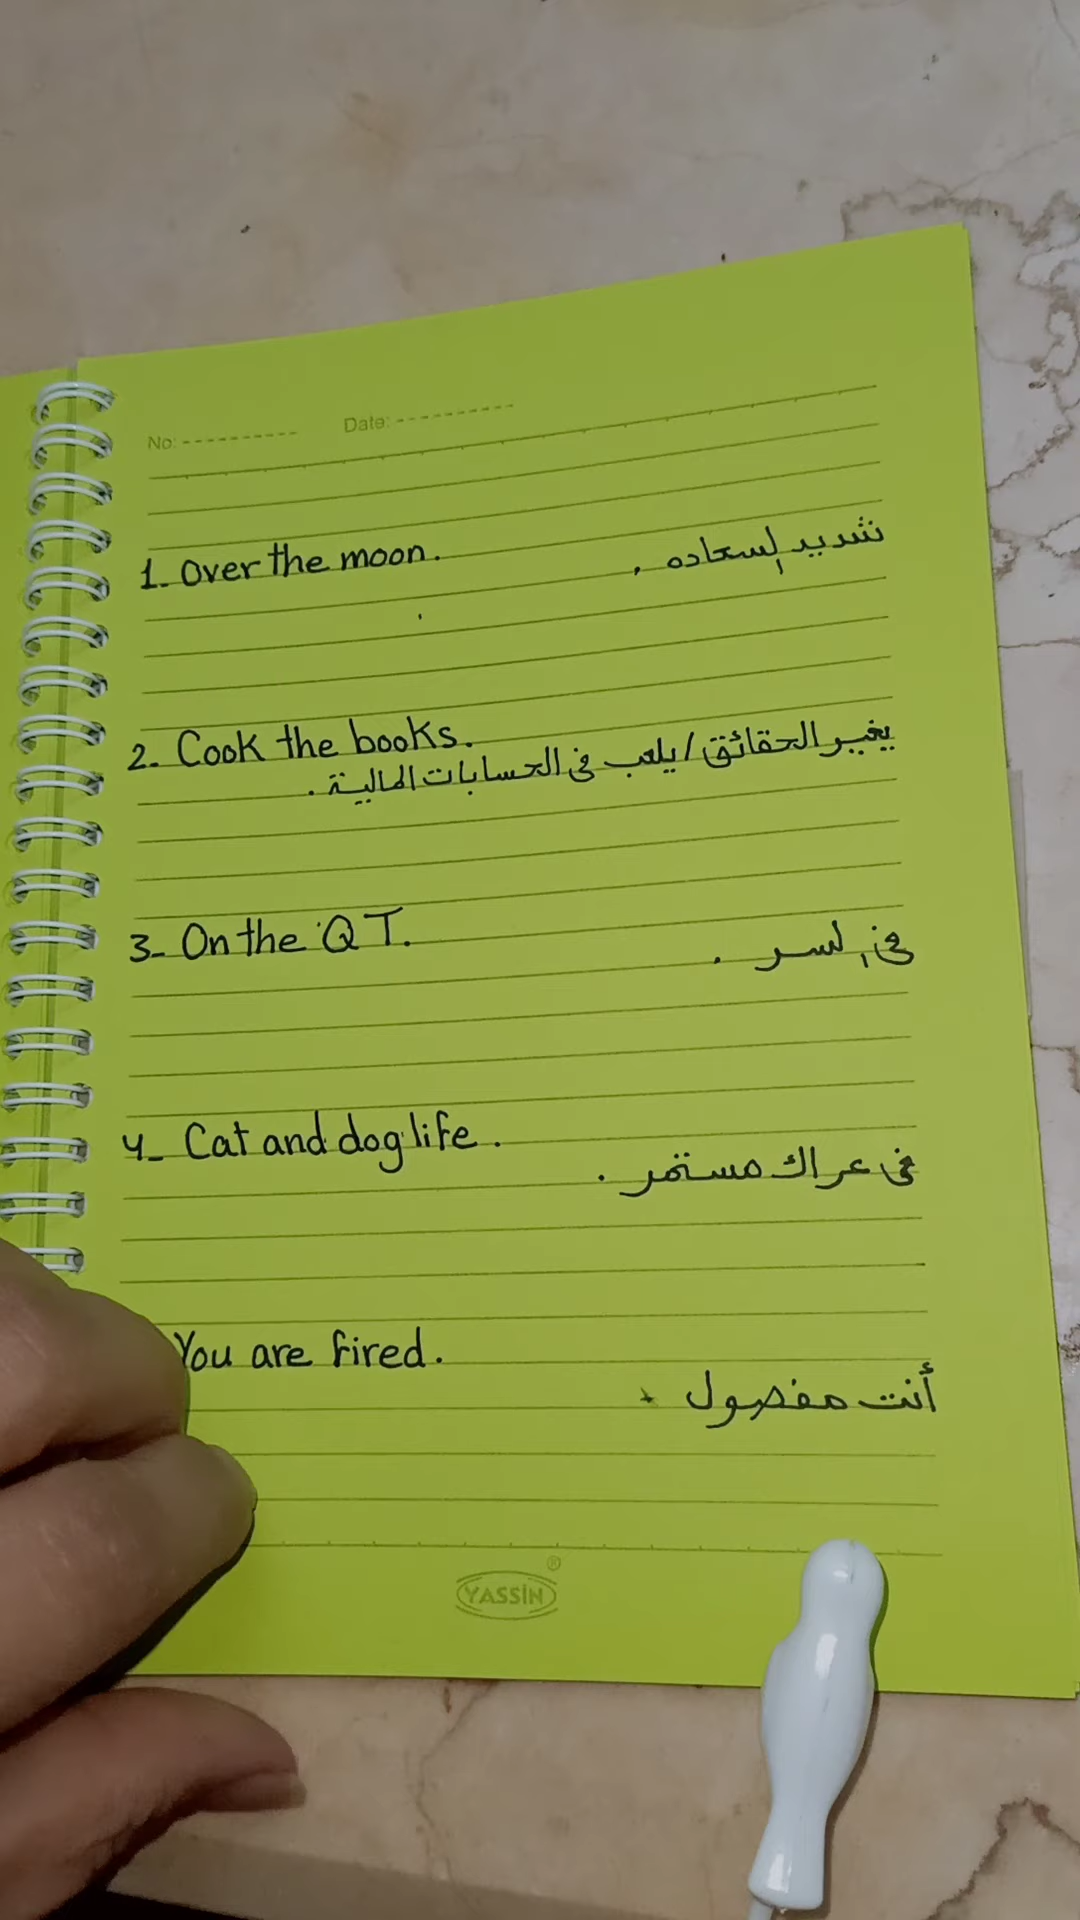 No: ---------- Date: ----------
1- Over the moon.
شديد السعاده .
2- Cook the books.
يغير الحقائق / يلعب فى الحسابات المالية .
3- On the QT.
فى السر .
4- Cat and dog life .
فى عراك مستمر .
You are fired .
أنت مفصول .
YASSIN ®